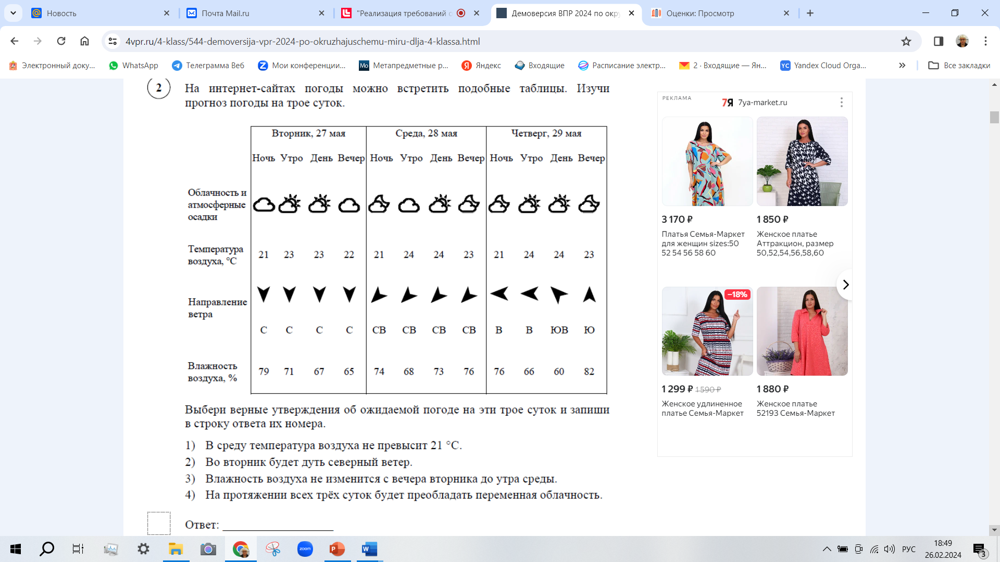 Новость
Почта Mail.ru
"Реализация требований
Демоверсия ВПР 2024 по окру
Оценки: Просмотр
4vpr.ru/4-klass/544-demoversija-vpr-2024-po-okruzhajuschemu-miru-dlja-4-klassa.html
Электронный доку...
WhatsApp
Телеграмма Веб
Мои конференции...
Мо Метапредметные р...
Яндекс
Входящие
Расписание электр...
2 · Входящие — Ян...
YC Yandex Cloud Orga...
Все закладки
2
На интернет-сайтах погоды можно встретить подобные таблицы. Изучи
прогноз погоды на трое суток.
Вторник, 27 мая Среда, 28 мая Четверг, 29 мая
Ночь Утро День Вечер Ночь Утро День Вечер Ночь Утро День Вечер
Облачность и
атмосферные
осадки
Температура
воздуха, °C
21 23 23 22 21 24 24 23 21 24 24 23
Направление
ветра
С С С С СВ СВ СВ СВ В В ЮВ Ю
Влажность
воздуха, %
79 71 67 65 74 68 73 76 76 66 60 82
Выбери верные утверждения об ожидаемой погоде на эти трое суток и запиши
в строку ответа их номера.
1) В среду температура воздуха не превысит 21 °C.
2) Во вторник будет дуть северный ветер.
3) Влажность воздуха не изменится с вечера вторника до утра среды.
4) На протяжении всех трёх суток будет преобладать переменная облачность.
Ответ:
РЕКЛАМА
7Я 7ya-market.ru
3 170 ₽
Платья Семья-Маркет
для женщин sizes:50
52 54 56 58 60
1 850 ₽
Женское платье
Аттракцион, размер
50,52,54,56,58,60
−18%
1 299 ₽ 1 590 ₽
Женское удлиненное
платье Семья-Маркет
1 880 ₽
Женское платье
52193 Семья-Маркет
zoom
РУС
18:49
26.02.2024
3